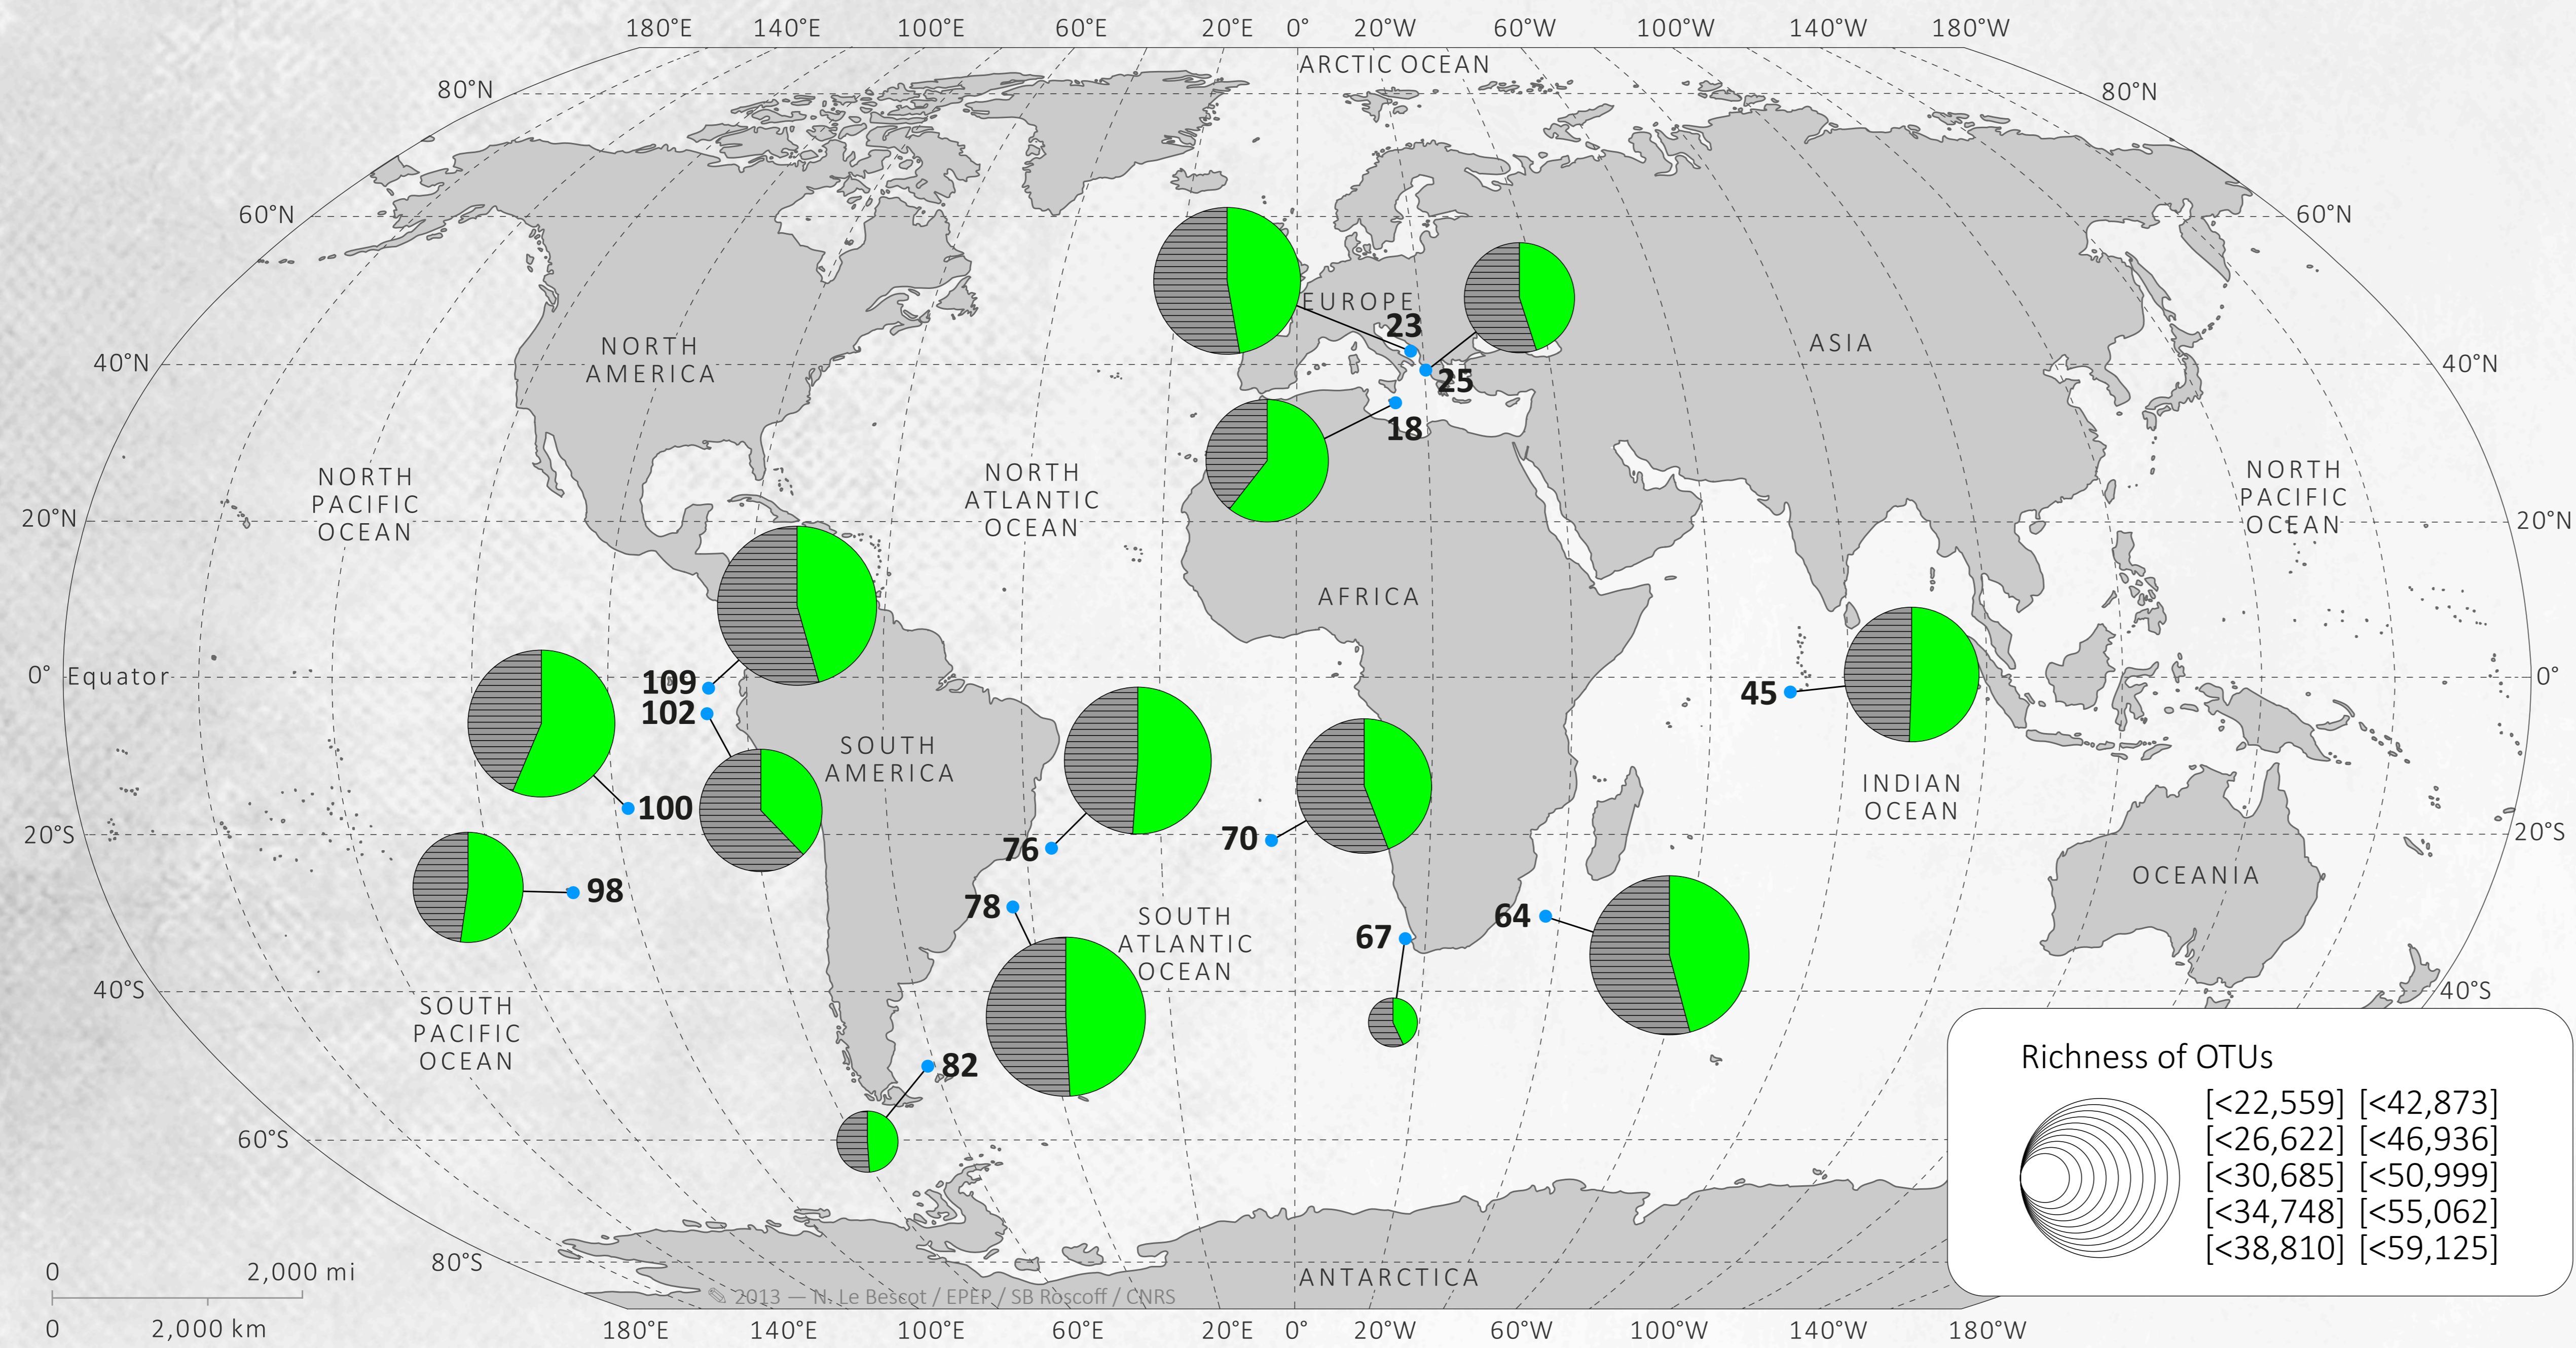 180°E 140°E 100°E 60°E 20°E 0° 20°W 60°W 100°W 140°W 180°W
ARCTIC OCEAN
80°N 80°N
60°N 60°N
EUROPE
23
NORTH
AMERICA
ASIA
40°N 40°N
25
18
NORTH
PACIFIC
OCEAN
NORTH
ATLANTIC
OCEAN
NORTH
PACIFIC
OCEAN
20°N 20°N
AFRICA
0° Equator 0°
109
102
45
SOUTH
AMERICA
INDIAN
OCEAN
100
20°S 20°S
76
70
98
OCEANIA
78
SOUTH
ATLANTIC
OCEAN
64
67
40°S 40°S
SOUTH
PACIFIC
OCEAN
82
Richness of OTUs
[<22,559] [<42,873]
[<26,622] [<46,936]
[<30,685] [<50,999]
[<34,748] [<55,062]
[<38,810] [<59,125]
60°S
80°S
0 2,000 mi
ANTARCTICA
✎ 2013 — N. Le Bescot / EPEP / SB Roscoff / CNRS
0 2,000 km
180°E 140°E 100°E 60°E 20°E 0° 20°W 60°W 100°W 140°W 180°W